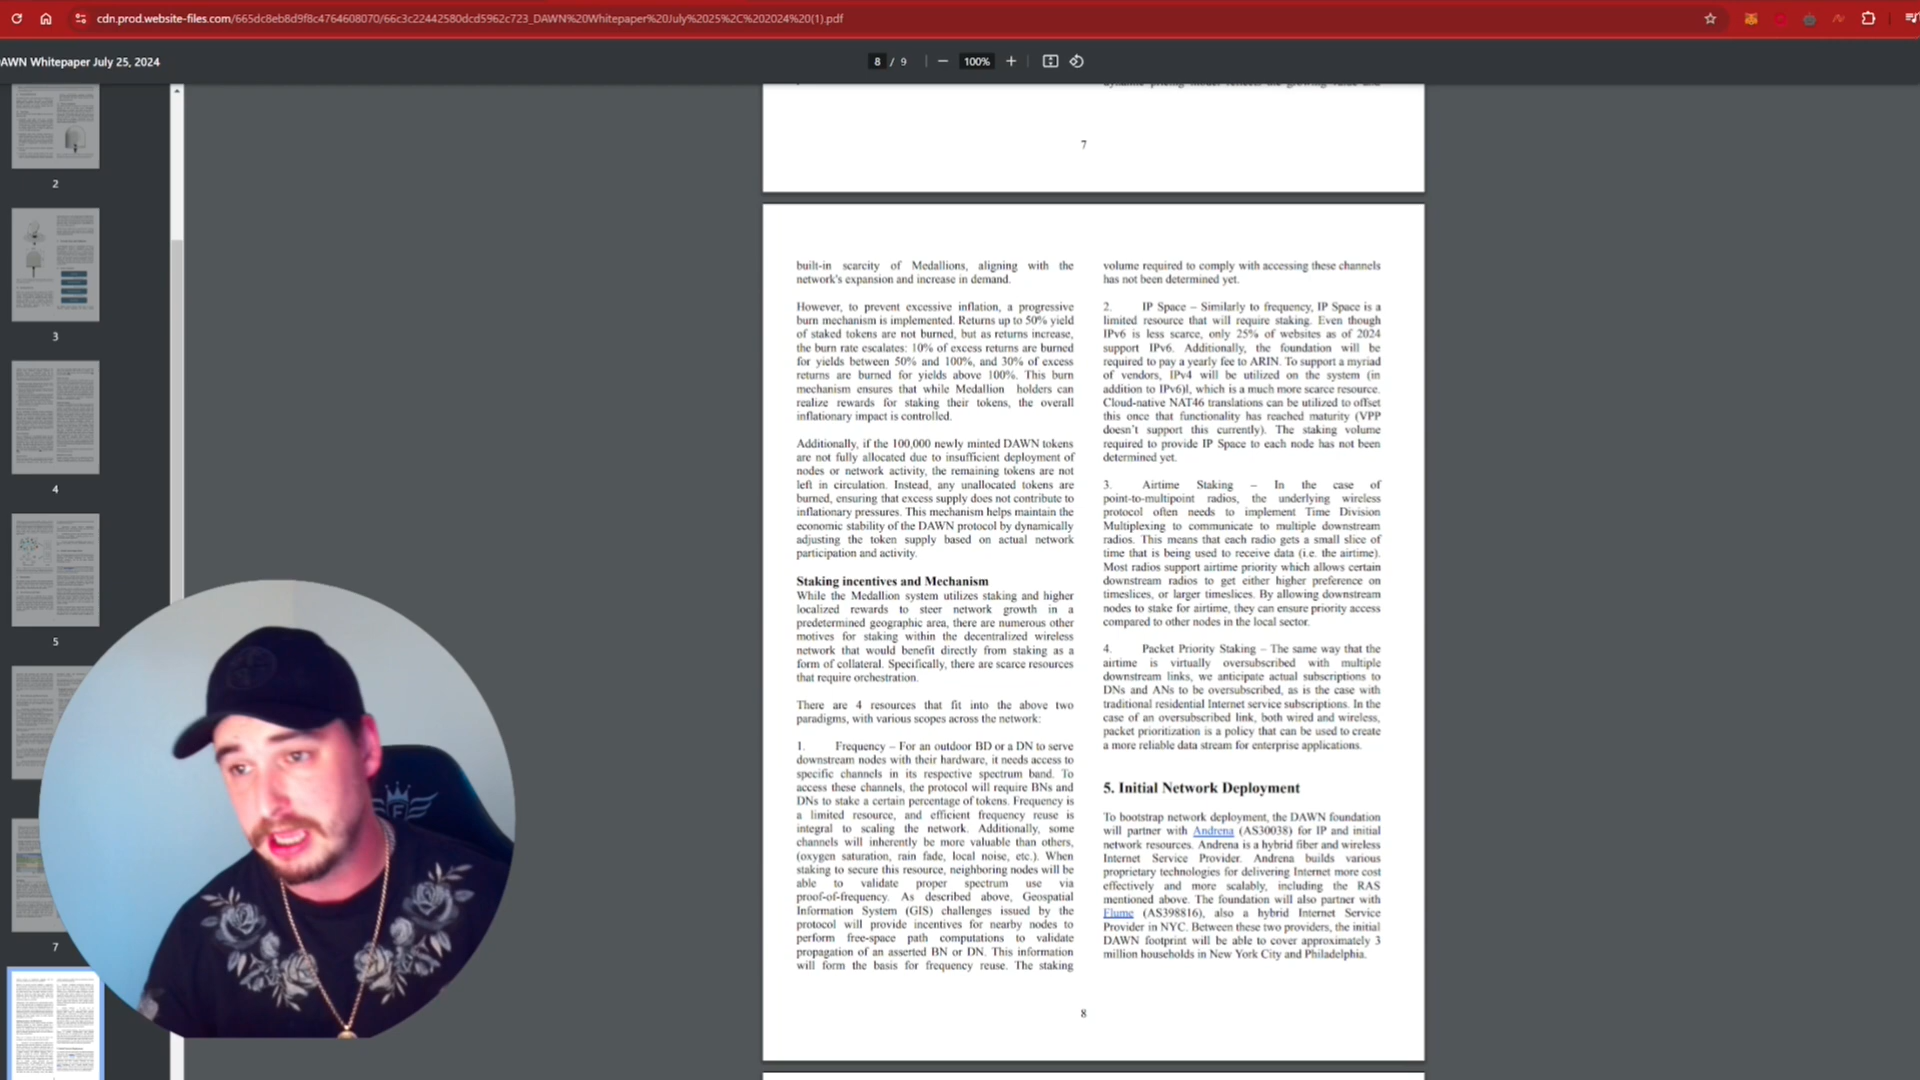 cdn.prod.website-files.com/665dc8eb8d9f8c4764608070/66c3c22442580dcd5962c723_DAWN%20Whitepaper%20July%2025%2C%202024%20(1).pdf
AWN Whitepaper July 25, 2024
8 / 9
100%
2
3
4
5
7
7
built-in scarcity of Medallions, aligning with the
network's expansion and increase in demand.
However, to prevent excessive inflation, a progressive
burn mechanism is implemented. Returns up to 50% yield
of staked tokens are not burned, but as returns increase,
the burn rate escalates: 10% of excess returns are burned
for yields between 50% and 100%, and 30% of excess
returns are burned for yields above 100%. This burn
mechanism ensures that while Medallion holders can
realize rewards for staking their tokens, the overall
inflationary impact is controlled.
Additionally, if the 100,000 newly minted DAWN tokens
are not fully allocated due to insufficient deployment of
nodes or network activity, the remaining tokens are not
left in circulation. Instead, any unallocated tokens are
burned, ensuring that excess supply does not contribute to
inflationary pressures. This mechanism helps maintain the
economic stability of the DAWN protocol by dynamically
adjusting the token supply based on actual network
participation and activity.
Staking incentives and Mechanism
While the Medallion system utilizes staking and higher
localized rewards to steer network growth in a
predetermined geographic area, there are numerous other
motives for staking within the decentralized wireless
network that would benefit directly from staking as a
form of collateral. Specifically, there are scarce resources
that require orchestration.
There are 4 resources that fit into the above two
paradigms, with various scopes across the network:
1. Frequency – For an outdoor BD or a DN to serve
downstream nodes with their hardware, it needs access to
specific channels in its respective spectrum band. To
access these channels, the protocol will require BNs and
DNs to stake a certain percentage of tokens. Frequency is
a limited resource, and efficient frequency reuse is
integral to scaling the network. Additionally, some
channels will inherently be more valuable than others,
(oxygen saturation, rain fade, local noise, etc.). When
staking to secure this resource, neighboring nodes will be
able to validate proper spectrum use via
proof-of-frequency. As described above, Geospatial
Information System (GIS) challenges issued by the
protocol will provide incentives for nearby nodes to
perform free-space path computations to validate
propagation of an asserted BN or DN. This information
will form the basis for frequency reuse. The staking
volume required to comply with accessing these channels
has not been determined yet.
2. IP Space – Similarly to frequency, IP Space is a
limited resource that will require staking. Even though
IPv6 is less scarce, only 25% of websites as of 2024
support IPv6. Additionally, the foundation will be
required to pay a yearly fee to ARIN. To support a myriad
of vendors, IPv4 will be utilized on the system (in
addition to IPv6)l, which is a much more scarce resource.
Cloud-native NAT46 translations can be utilized to offset
this once that functionality has reached maturity (VPP
doesn't support this currently). The staking volume
required to provide IP Space to each node has not been
determined yet.
3. Airtime Staking – In the case of
point-to-multipoint radios, the underlying wireless
protocol often needs to implement Time Division
Multiplexing to communicate to multiple downstream
radios. This means that each radio gets a small slice of
time that is being used to receive data (i.e. the airtime).
Most radios support airtime priority which allows certain
downstream radios to get either higher preference on
timeslices, or larger timeslices. By allowing downstream
nodes to stake for airtime, they can ensure priority access
compared to other nodes in the local sector.
4. Packet Priority Staking – The same way that the
airtime is virtually oversubscribed with multiple
downstream links, we anticipate actual subscriptions to
DNs and ANs to be oversubscribed, as is the case with
traditional residential Internet service subscriptions. In the
case of an oversubscribed link, both wired and wireless,
packet prioritization is a policy that can be used to create
a more reliable data stream for enterprise applications.
5. Initial Network Deployment
To bootstrap network deployment, the DAWN foundation
will partner with Andrena (AS30038) for IP and initial
network resources. Andrena is a hybrid fiber and wireless
Internet Service Provider. Andrena builds various
proprietary technologies for delivering Internet more cost
effectively and more scalably, including the RAS
mentioned above. The foundation will also partner with
Flume (AS398816), also a hybrid Internet Service
Provider in NYC. Between these two providers, the initial
DAWN footprint will be able to cover approximately 3
million households in New York City and Philadelphia.
8